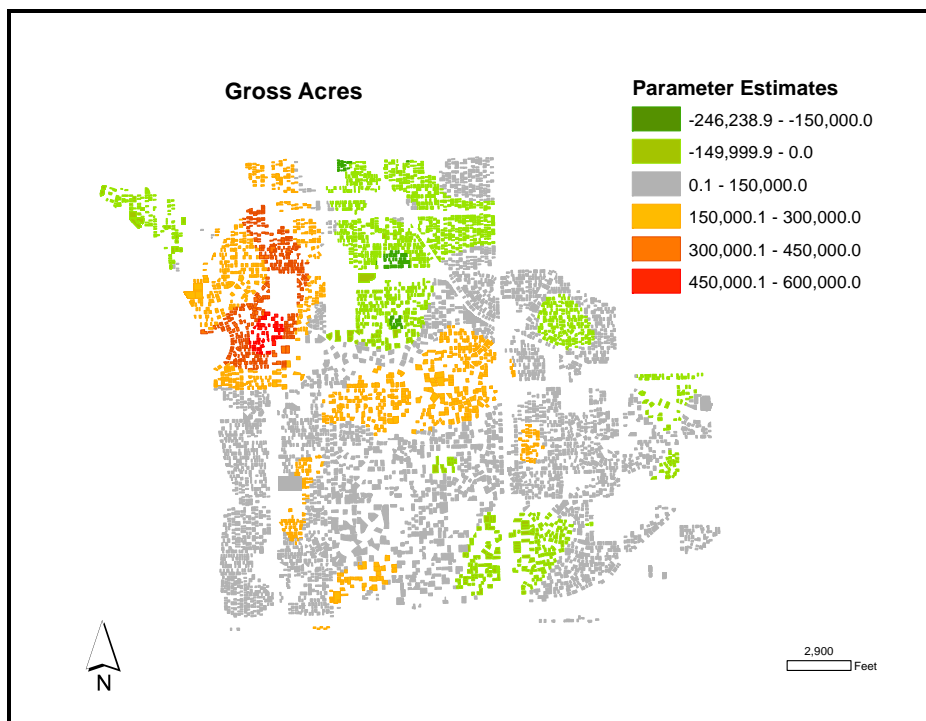 Gross Acres
Parameter Estimates
-246,238.9 - -150,000.0
-149,999.9 - 0.0
0.1 - 150,000.0
150,000.1 - 300,000.0
300,000.1 - 450,000.0
450,000.1 - 600,000.0
N
2,900
Feet